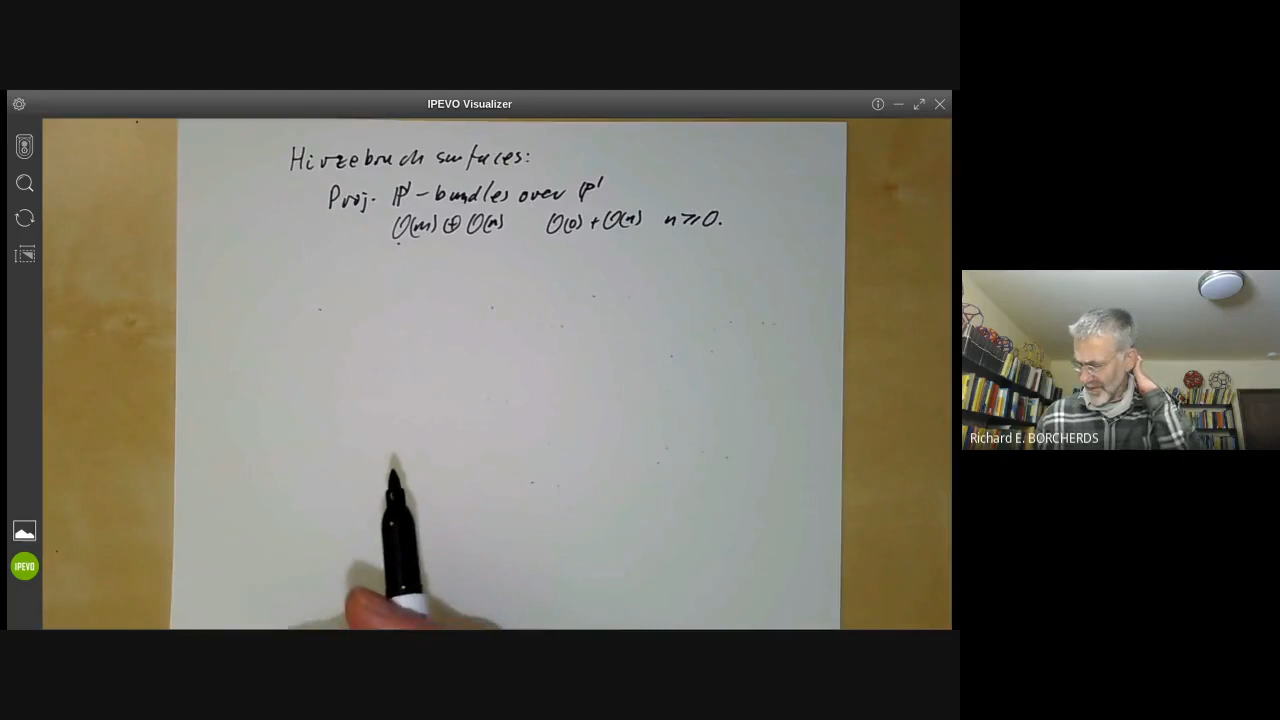 IPEVO Visualizer
Hirzebruch surfaces:
Proj. ℙ¹-bundles over ℙ¹
O(m) ⊕ O(n) O(0) + O(n) n ≥ 0.
IPEVO
Richard E. BORCHERDS